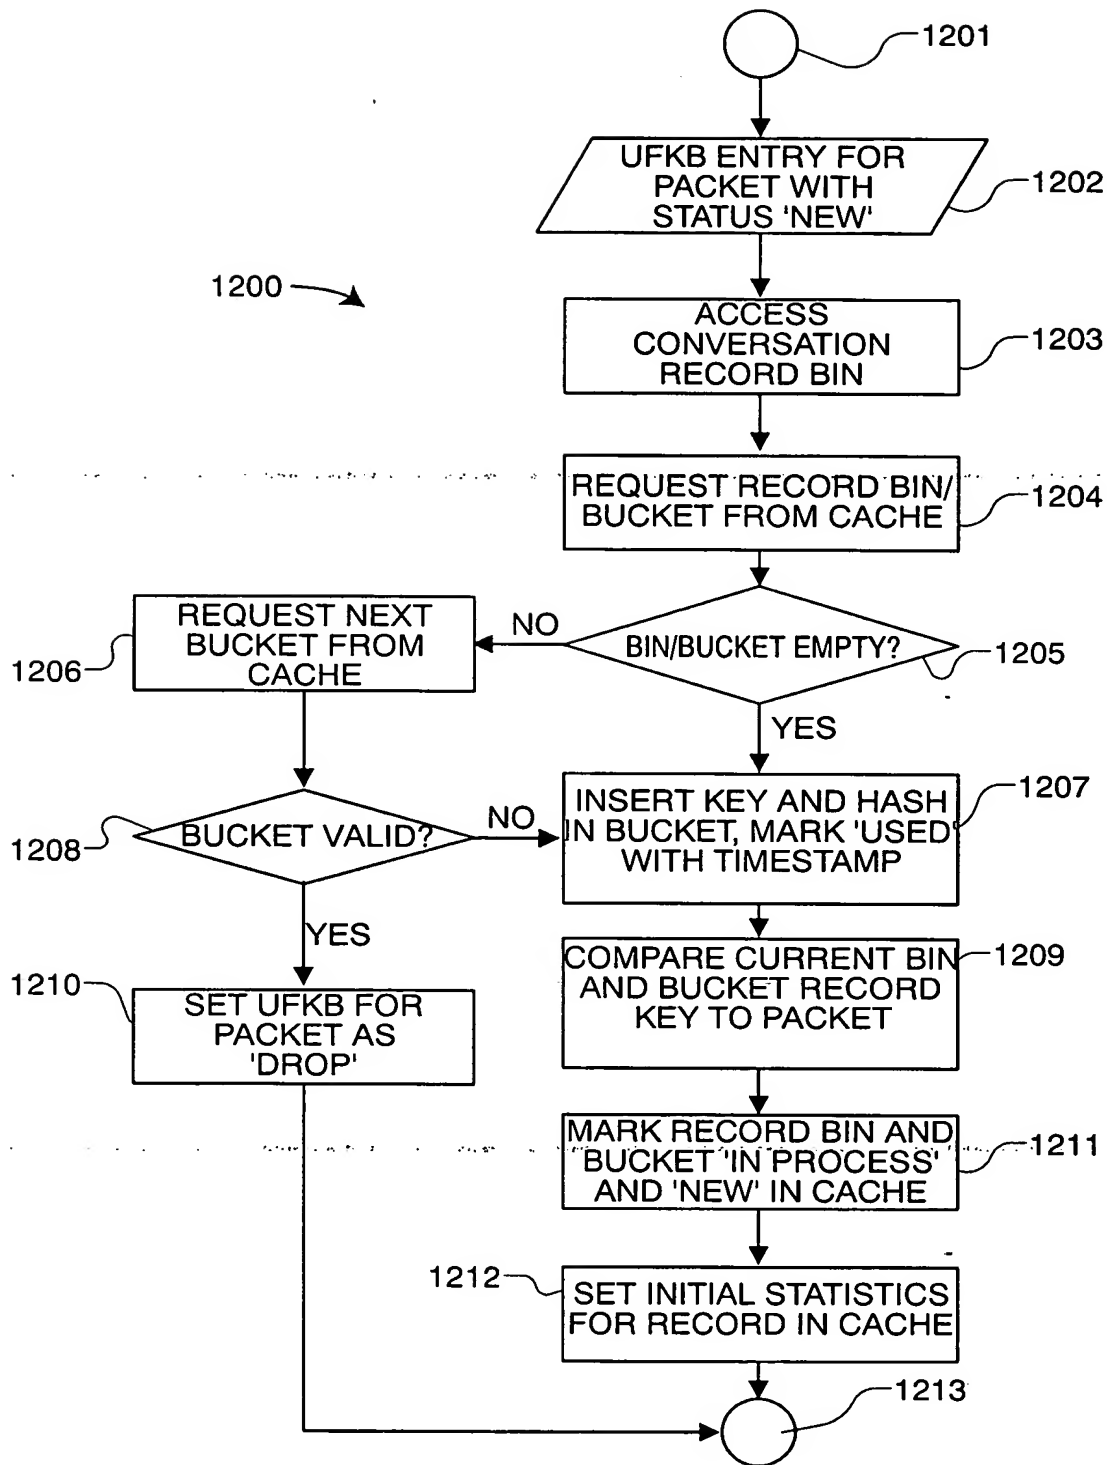 1201
UFKB ENTRY FOR
PACKET WITH
STATUS 'NEW'
1202
1200
ACCESS
CONVERSATION
RECORD BIN
1203
REQUEST RECORD BIN/
BUCKET FROM CACHE
1204
REQUEST NEXT
BUCKET FROM
CACHE
1206
NO
BIN/BUCKET EMPTY?
1205
YES
INSERT KEY AND HASH
IN BUCKET, MARK 'USED'
WITH TIMESTAMP
1207
BUCKET VALID?
1208
NO
YES
COMPARE CURRENT BIN
AND BUCKET RECORD
KEY TO PACKET
1209
1210
SET UFKB FOR
PACKET AS
'DROP'
MARK RECORD BIN AND
BUCKET 'IN PROCESS'
AND 'NEW' IN CACHE
1211
1212
SET INITIAL STATISTICS
FOR RECORD IN CACHE
1213